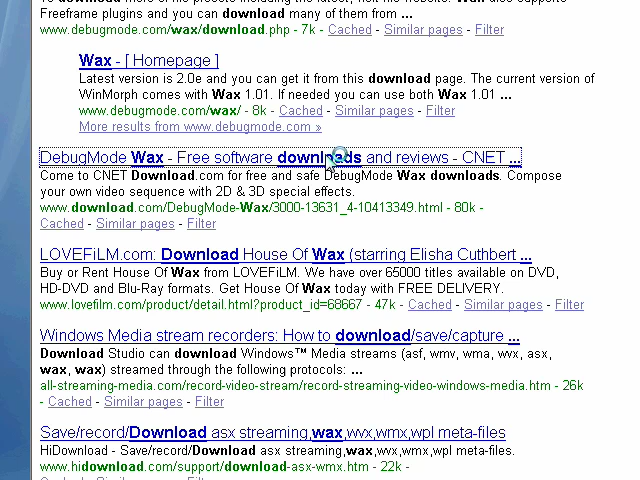 Freeframe plugins and you can download many of them from ...
www.debugmode.com/wax/download.php - 7k - Cached - Similar pages - Filter
Wax - [ Homepage ]
Latest version is 2.0e and you can get it from this download page. The current version of
WinMorph comes with Wax 1.01. If needed you can use both Wax 1.01 ...
www.debugmode.com/wax/ - 8k - Cached - Similar pages - Filter
More results from www.debugmode.com »
DebugMode Wax - Free software downloads and reviews - CNET ...
Come to CNET Download.com for free and safe DebugMode Wax downloads. Compose
your own video sequence with 2D & 3D special effects.
www.download.com/DebugMode-Wax/3000-13631_4-10413349.html - 80k -
Cached - Similar pages - Filter
LOVEFiLM.com: Download House Of Wax (starring Elisha Cuthbert ...
Buy or Rent House Of Wax from LOVEFiLM. We have over 65000 titles available on DVD,
HD-DVD and Blu-Ray formats. Get House Of Wax today with FREE DELIVERY.
www.lovefilm.com/product/detail.html?product_id=68667 - 47k - Cached - Similar pages - Filter
Windows Media stream recorders: How to download/save/capture ...
Download Studio can download Windows™ Media streams (asf, wmv, wma, wvx, asx,
wax, wax) streamed through the following protocols: ...
all-streaming-media.com/record-video-stream/record-streaming-video-windows-media.htm - 26k
- Cached - Similar pages - Filter
Save/record/Download asx streaming,wax,wvx,wmx,wpl meta-files
HiDownload - Save/record/Download asx streaming,wax,wvx,wmx,wpl meta-files.
www.hidownload.com/support/download-asx-wmx.htm - 22k -